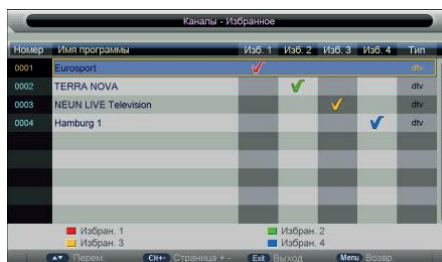 Каналы - Избранное
Номер Имя программы Изб. 1 Изб. 2 Изб. 3 Изб. 4 Тип
0001 Eurosport dtv
0002 TERRA NOVA dtv
0003 NEUN LIVE Television dtv
0004 Hamburg 1 dtv
Избран. 1 Избран. 2
Избран. 3 Избран. 4
Перем. CH+- Страница + - Exit Выход Menu Возвр.